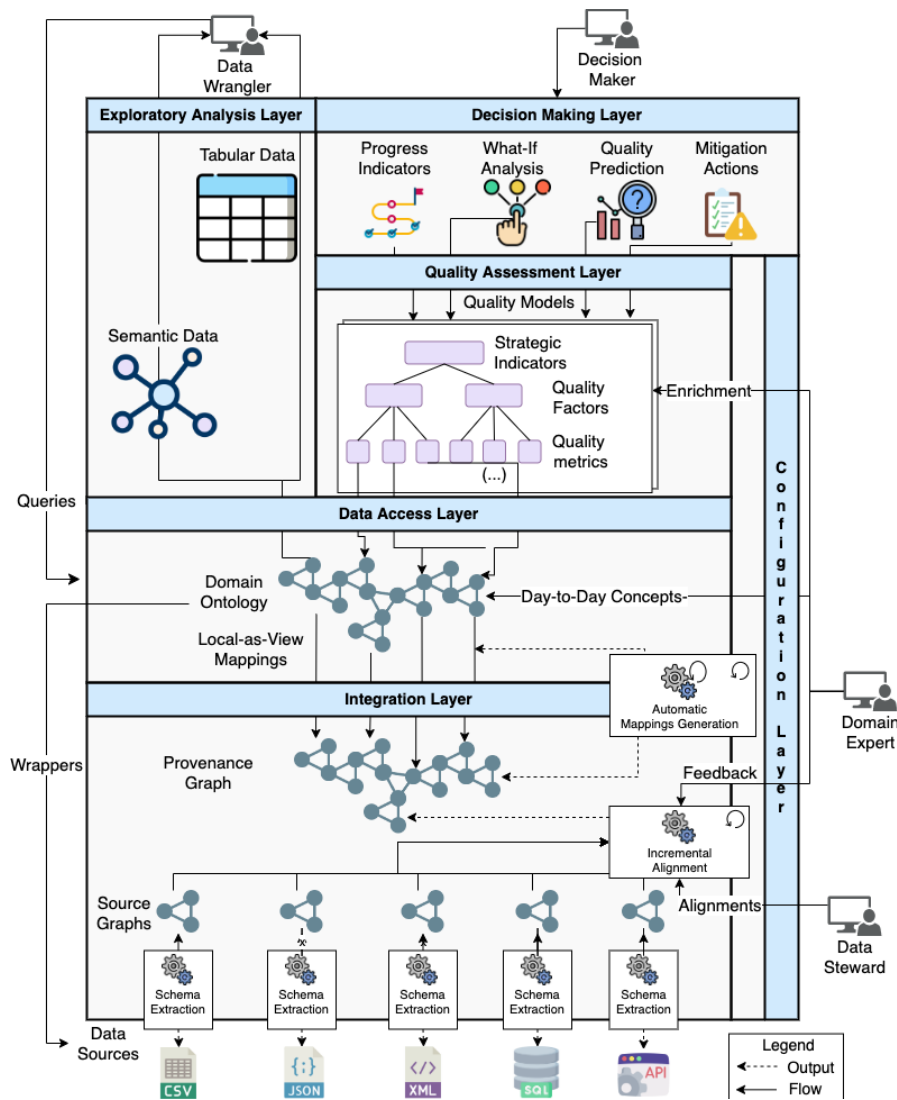 Data
Wrangler
Decision
Maker
Exploratory Analysis Layer
Decision Making Layer
Tabular Data
Progress
Indicators
What-If
Analysis
Quality
Prediction
Mitigation
Actions
?
Quality Assessment Layer
Quality Models
Semantic Data
Strategic
Indicators
Quality
Factors
Quality
metrics
(...)
Enrichment
Queries
Data Access Layer
Configuration Layer
Domain
Ontology
Day-to-Day Concepts
Local-as-View
Mappings
Automatic
Mappings Generation
Integration Layer
Domain
Expert
Wrappers
Provenance
Graph
Feedback
Incremental
Alignment
Source
Graphs
Alignments
Data
Steward
Schema
Extraction
Schema
Extraction
Schema
Extraction
Schema
Extraction
Schema
Extraction
Data
Sources
CSV
{;}
JSON
</>
XML
SQL
API
Legend
Output
Flow